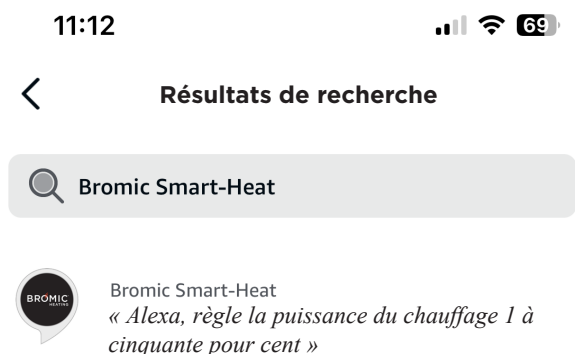 11:12
69
Résultats de recherche
Bromic Smart-Heat
BROMIC
HEATING
Bromic Smart-Heat
« Alexa, règle la puissance du chauffage 1 à
cinquante pour cent »